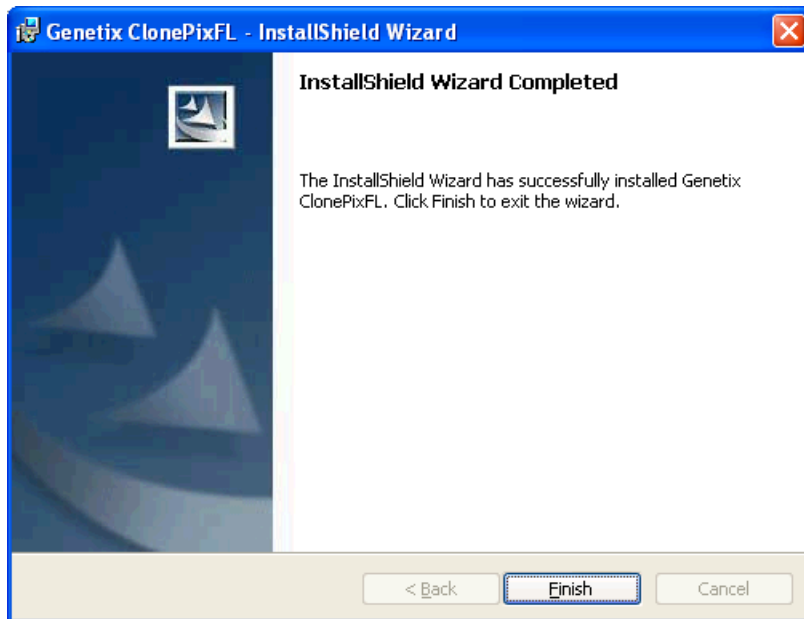 Genetix ClonePixFL - InstallShield Wizard
InstallShield Wizard Completed
The InstallShield Wizard has successfully installed Genetix
ClonePixFL. Click Finish to exit the wizard.
< Back
Finish
Cancel